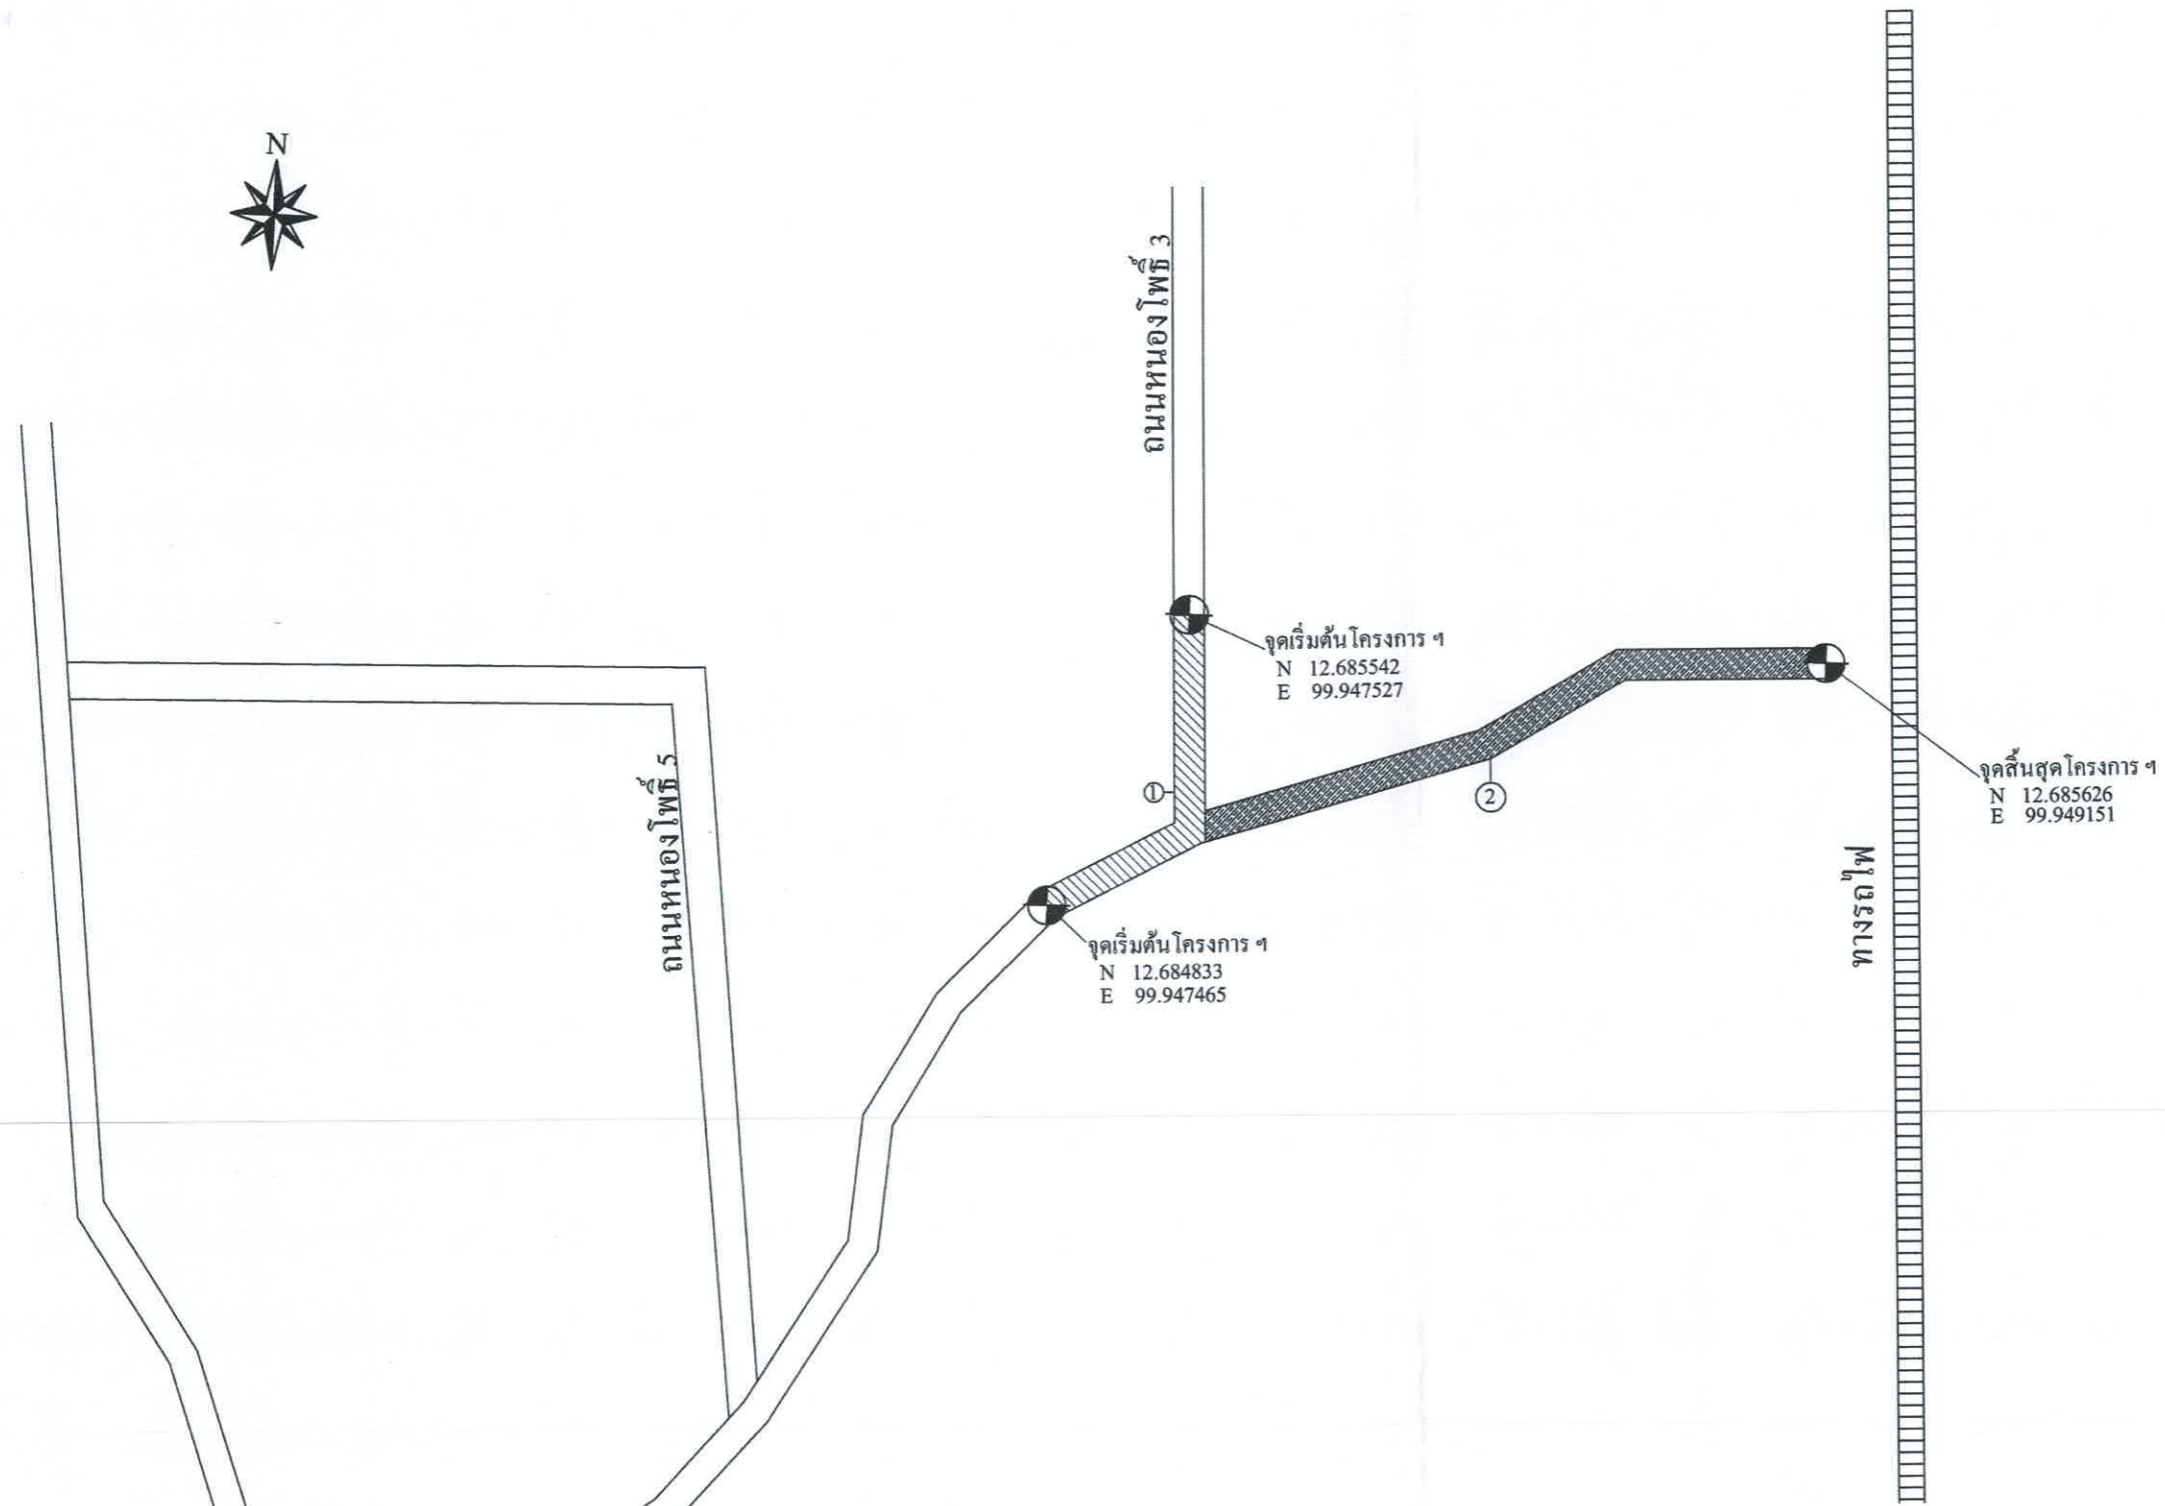 N
ถนนหนองโพธิ์ 3
จุดเริ่มต้นโครงการ ฯ
N 12.685542
E 99.947527
ถนนหนองโพธิ์ 5
①
②
จุดสิ้นสุดโครงการ ฯ
N 12.685626
E 99.949151
ทางรถไฟ
จุดเริ่มต้นโครงการ ฯ
N 12.684833
E 99.947465